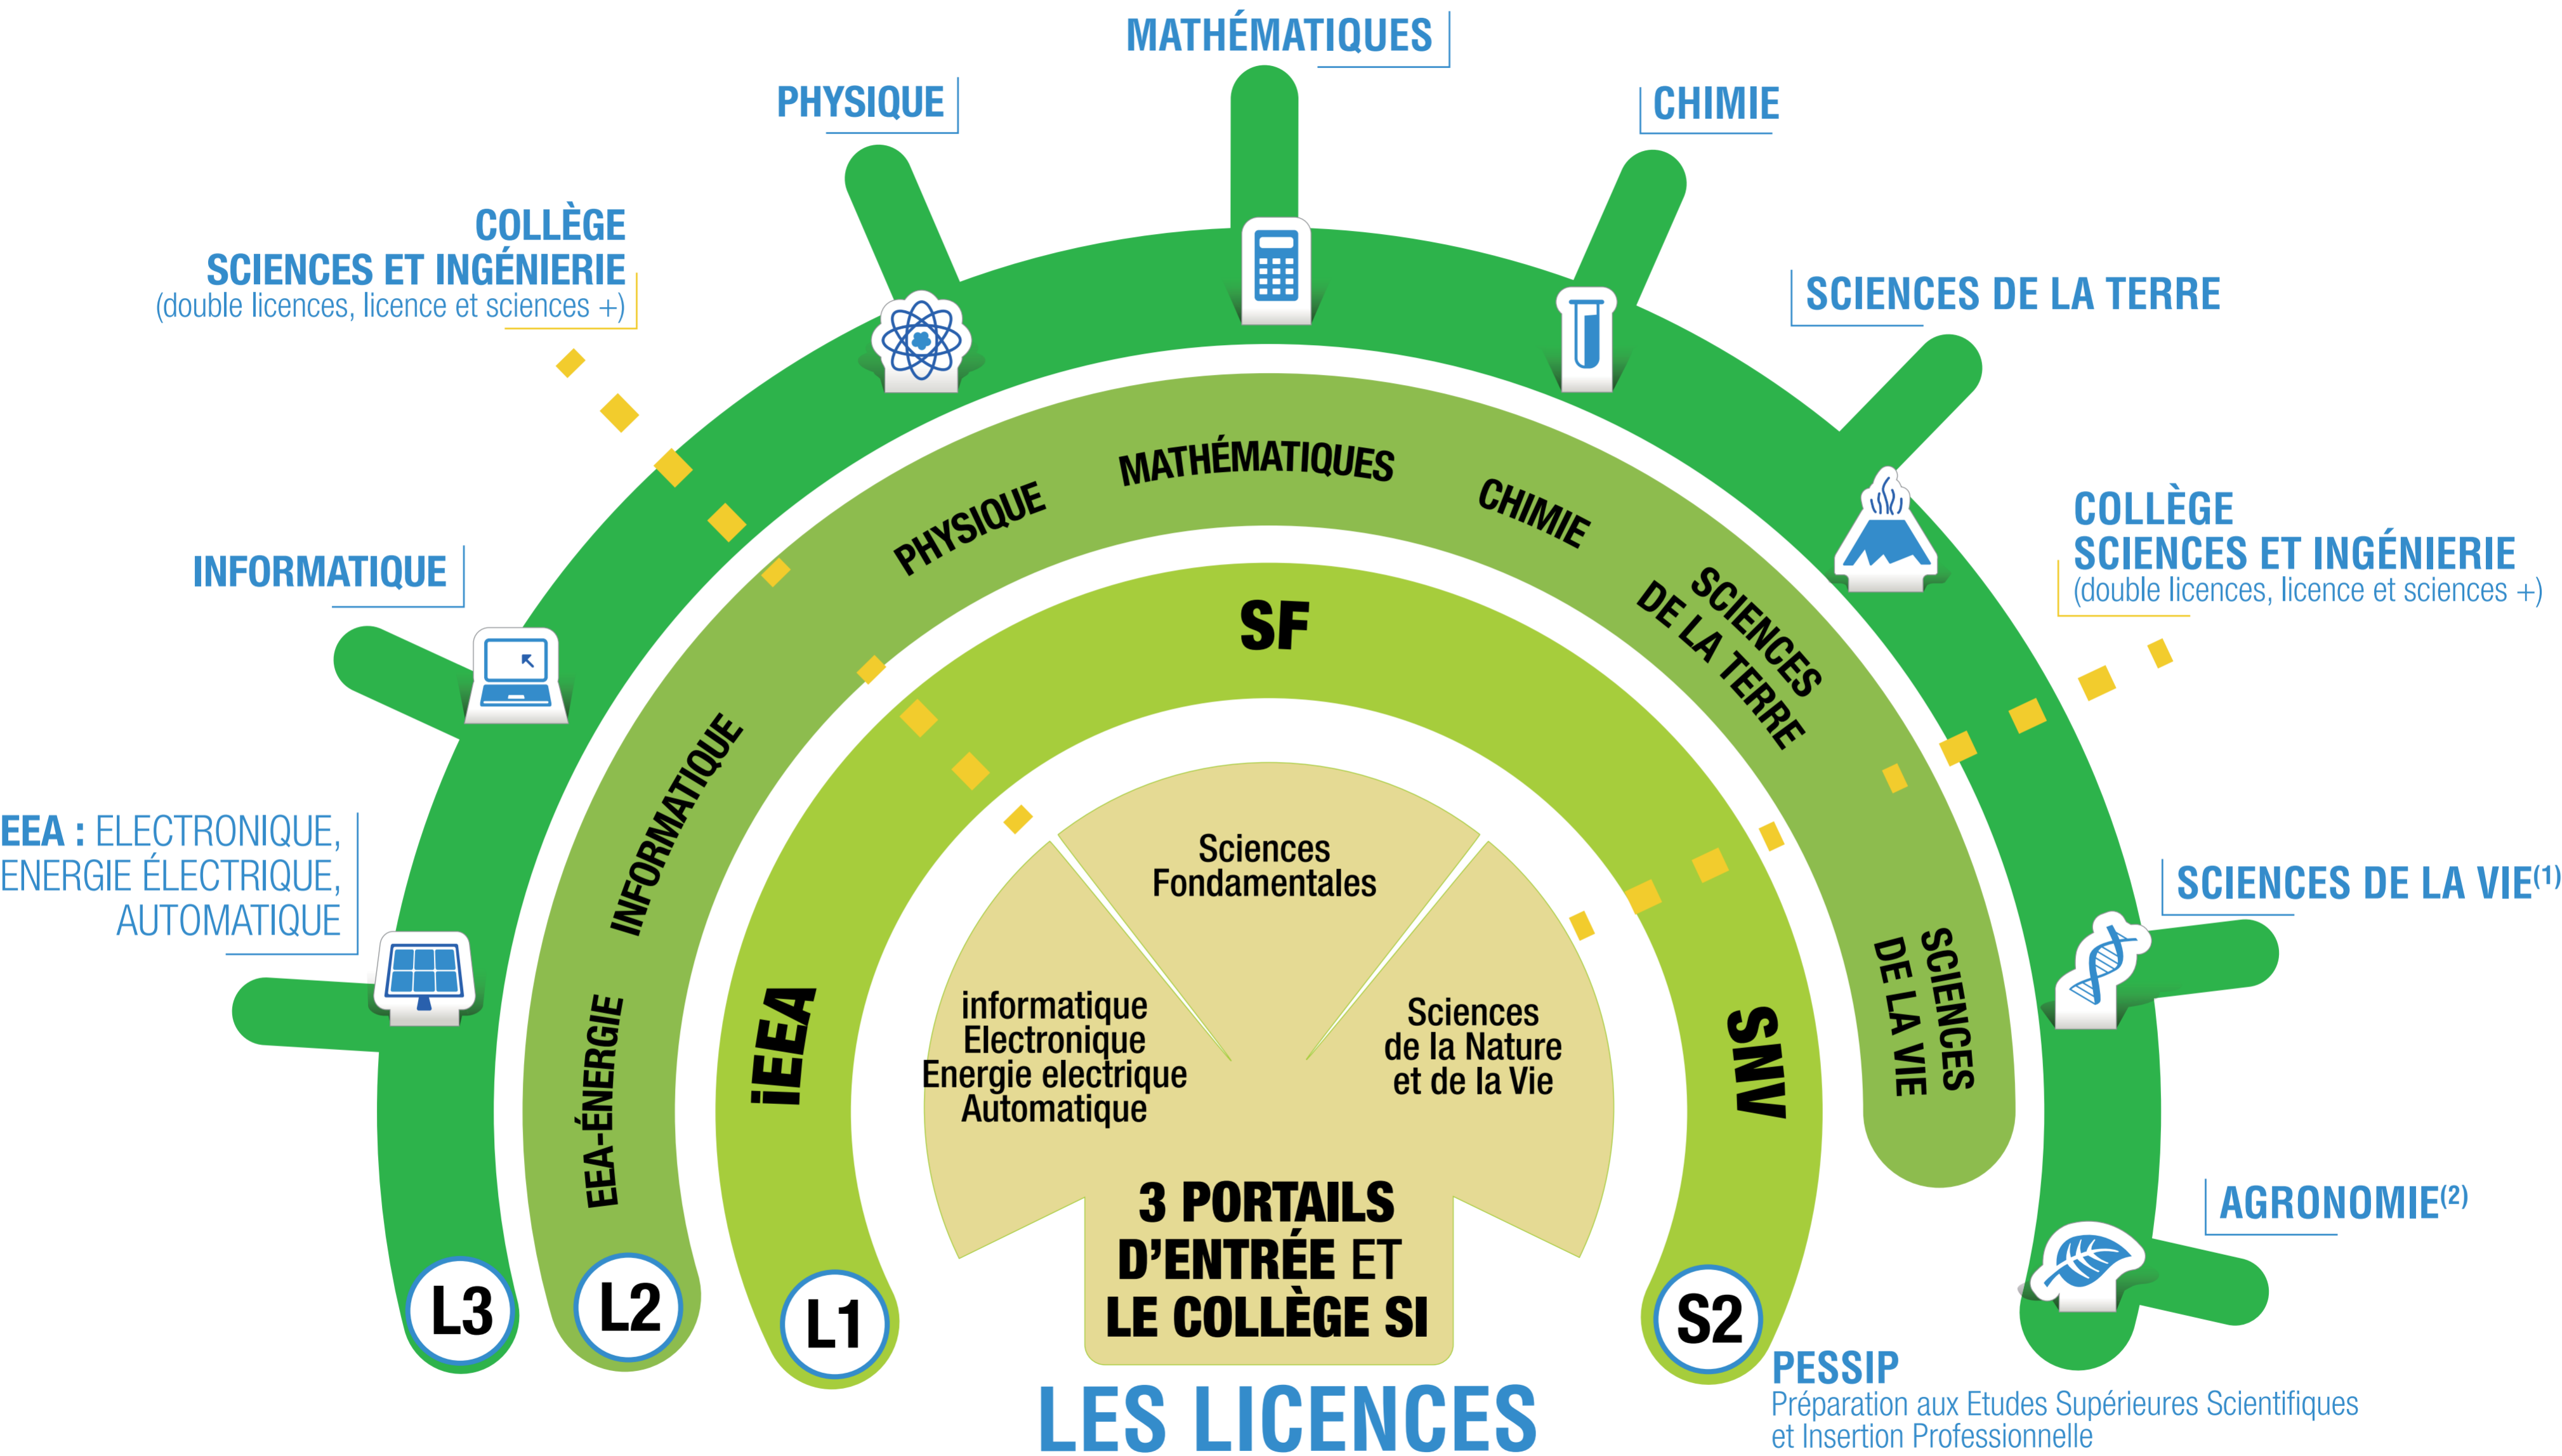 MATHÉMATIQUES
PHYSIQUE
CHIMIE
COLLÈGE
SCIENCES ET INGÉNIERIE
(double licences, licence et sciences +)
SCIENCES DE LA TERRE
INFORMATIQUE
COLLÈGE
SCIENCES ET INGÉNIERIE
(double licences, licence et sciences +)
EEA : ELECTRONIQUE,
ENERGIE ÉLECTRIQUE,
AUTOMATIQUE
SCIENCES DE LA VIE(1)
AGRONOMIE(2)
EEA-ÉNERGIE
INFORMATIQUE
PHYSIQUE
MATHÉMATIQUES
CHIMIE
SCIENCES
DE LA TERRE
SCIENCES
DE LA VIE
iEEA
SF
SNV
Sciences
Fondamentales
informatique
Electronique
Energie electrique
Automatique
Sciences
de la Nature
et de la Vie
3 PORTAILS
D'ENTRÉE ET
LE COLLÈGE SI
L3
L2
L1
S2
PESSIP
Préparation aux Etudes Supérieures Scientifiques
et Insertion Professionnelle
LES LICENCES